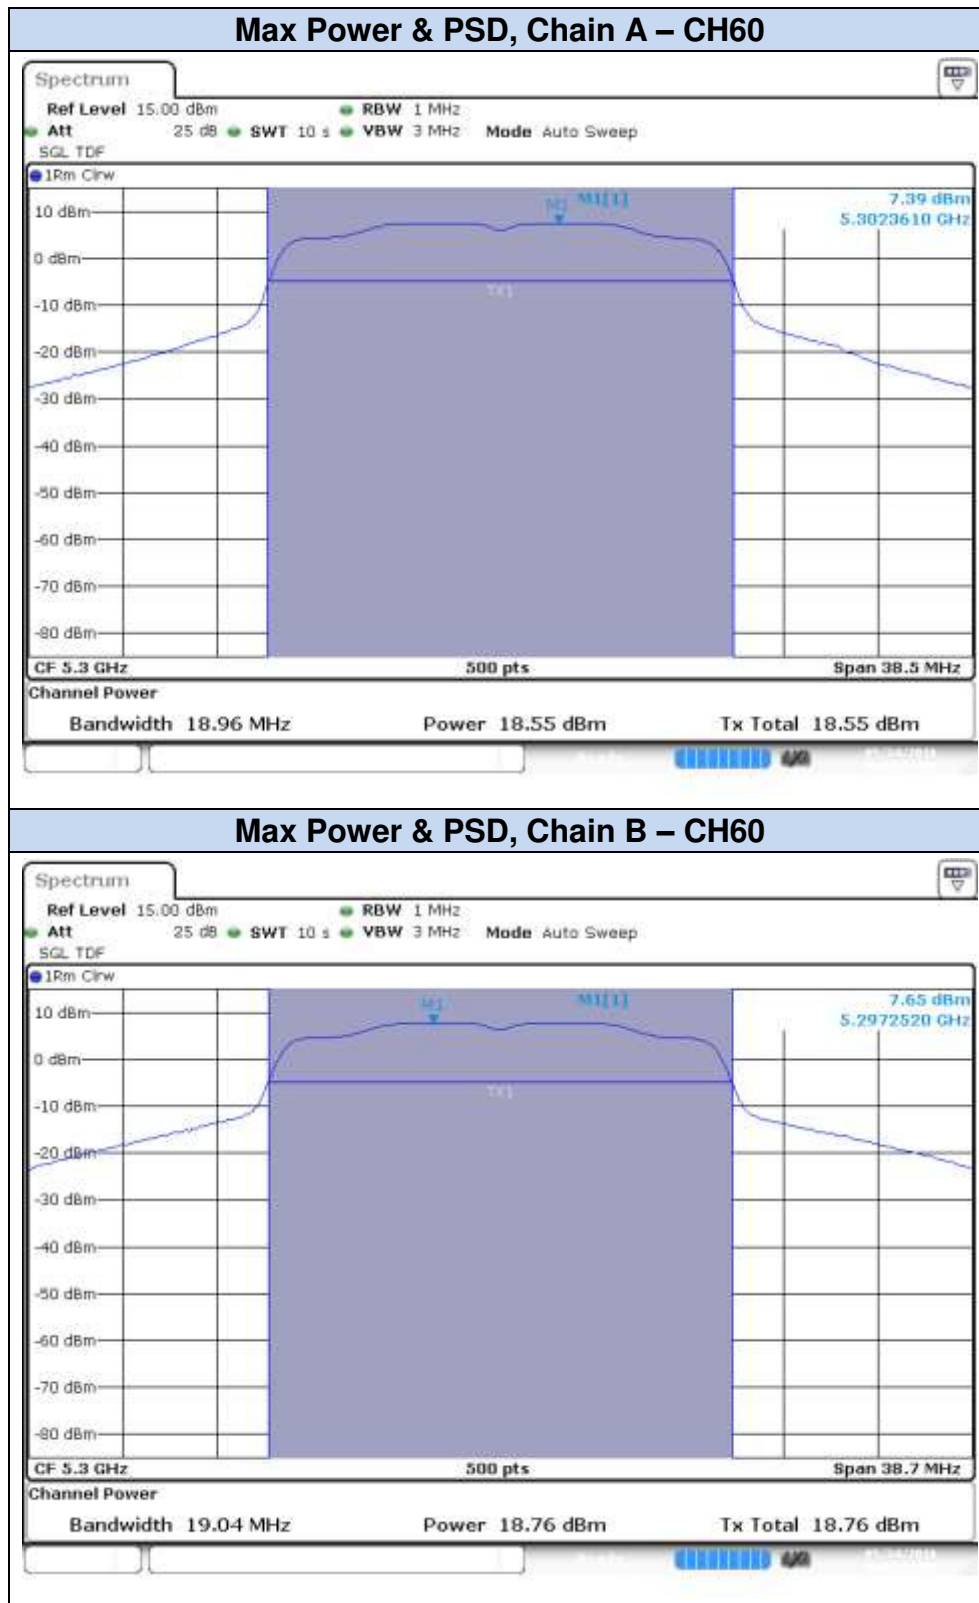 Max Power & PSD, Chain A – CH60
Spectrum
Ref Level 15.00 dBm RBW 1 MHz
Att 25 dB SWT 10 s VBW 3 MHz Mode Auto Sweep
SGL TDF
1Rm Clrw
M1[1] 7.39 dBm
5.3023610 GHz
M1
10 dBm
0 dBm
TX1
-10 dBm
-20 dBm
-30 dBm
-40 dBm
-50 dBm
-60 dBm
-70 dBm
-80 dBm
CF 5.3 GHz 500 pts Span 38.5 MHz
Channel Power
Bandwidth 18.96 MHz Power 18.55 dBm Tx Total 18.55 dBm
Max Power & PSD, Chain B – CH60
Spectrum
Ref Level 15.00 dBm RBW 1 MHz
Att 25 dB SWT 10 s VBW 3 MHz Mode Auto Sweep
SGL TDF
1Rm Clrw
M1 M1[1] 7.65 dBm
5.2972520 GHz
10 dBm
0 dBm
TX1
-10 dBm
-20 dBm
-30 dBm
-40 dBm
-50 dBm
-60 dBm
-70 dBm
-80 dBm
CF 5.3 GHz 500 pts Span 38.7 MHz
Channel Power
Bandwidth 19.04 MHz Power 18.76 dBm Tx Total 18.76 dBm